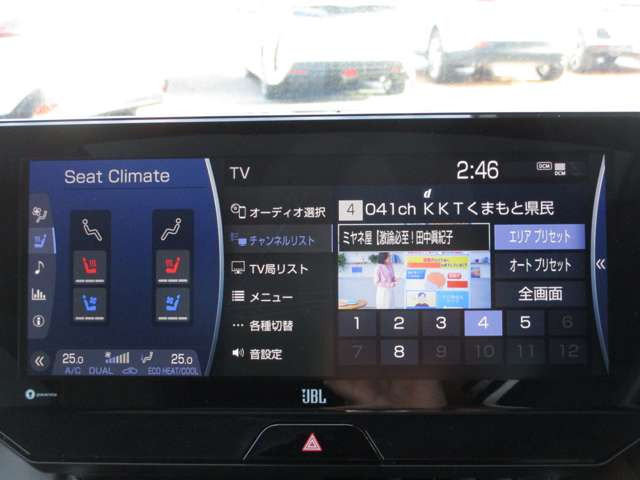 Seat Climate
TV
2:46
DCM
DCM
オーディオ選択
4
041ch KKTくまもと県民
チャンネルリスト
ミヤネ屋【激論必至!田中眞紀子
エリア プリセット
TV局リスト
オートプリセット
メニュー
全画面
各種切替
1 2 3 4 5 6
音設定
7 8 9 10 11 12
25.0
25.0
A/C DUAL ECO HEAT/COOL
JBL